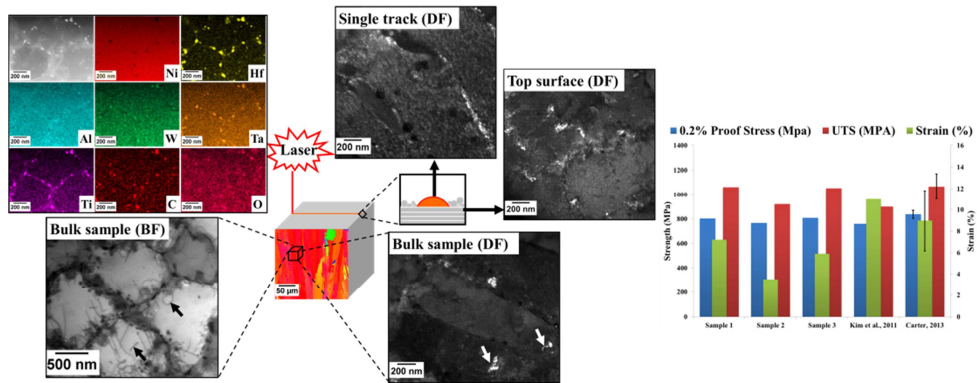 Single track (DF)
200 nm
200 nm
200 nm
200 nm
Ni
Hf
Top surface (DF)
200 nm
200 nm
200 nm
Al
W
Ta
200 nm
200 nm
200 nm
200 nm
200 nm
Ti
C
O
Laser
Bulk sample (BF)
500 nm
50 µm
Bulk sample (DF)
200 nm
0.2% Proof Stress (Mpa)
UTS (MPA)
Strain (%)
Strength (MPa)
1400
1200
1000
800
600
400
200
0
16
14
12
10
8
6
4
2
0
Strain (%)
Sample 1
Sample 2
Sample 3
Kim et al., 2011
Carter, 2013